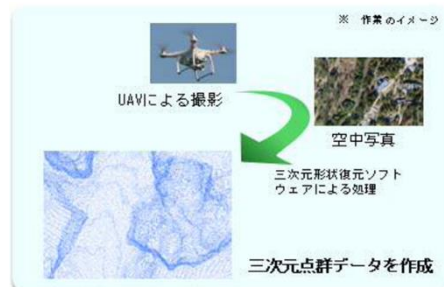 ※ 作業のイメージ
UAVによる撮影
空中写真
三次元形状復元ソフト
ウェアによる処理
三次元点群データを作成